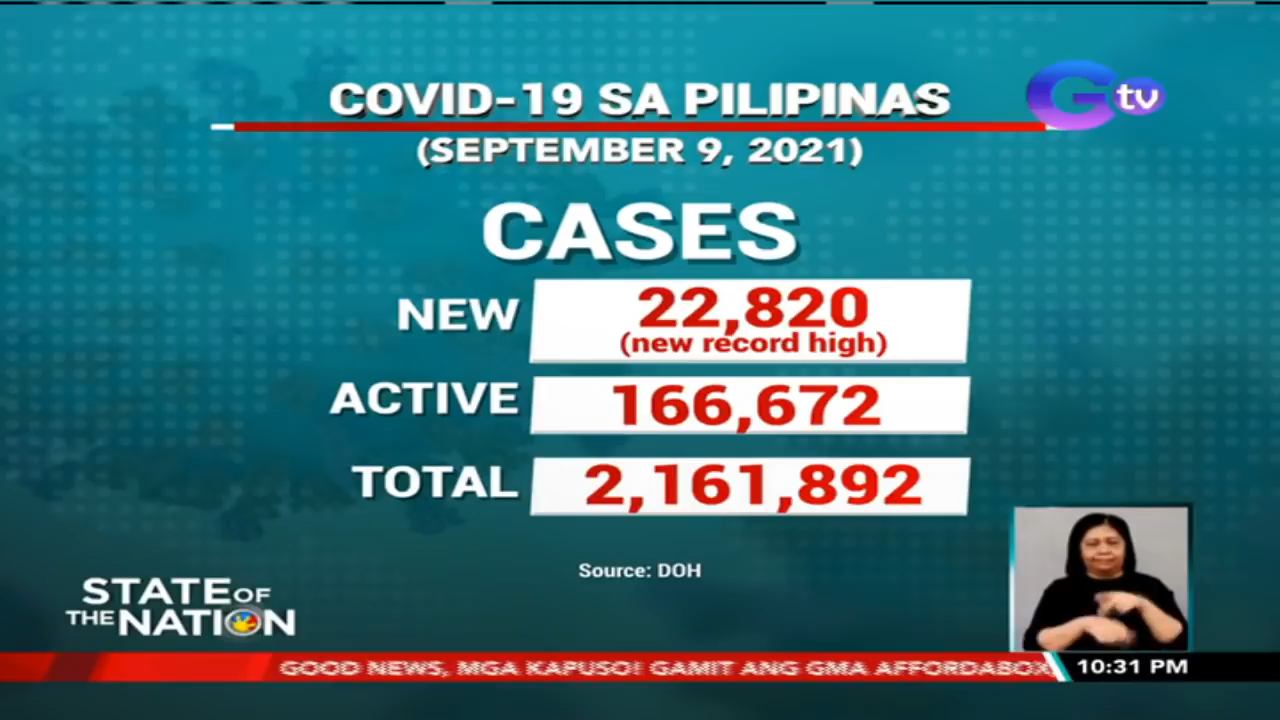 COVID-19 SA PILIPINAS
Gtv
(SEPTEMBER 9, 2021)
CASES
NEW 22,820
(new record high)
ACTIVE 166,672
TOTAL 2,161,892
Source: DOH
STATE OF
THE NATION
GOOD NEWS, MGA KAPUSO! GAMIT ANG GMA AFFORDABOX
10:31 PM